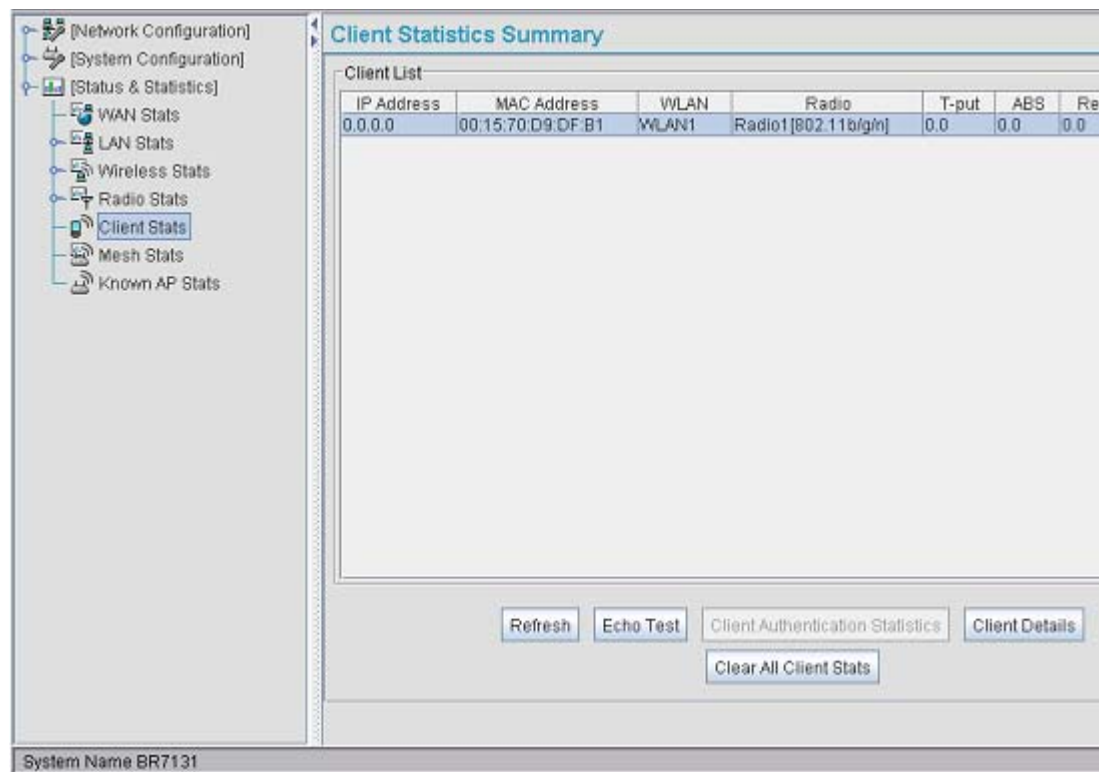 [Network Configuration]
[System Configuration]
[Status & Statistics]
WAN Stats
LAN Stats
Wireless Stats
Radio Stats
Client Stats
Mesh Stats
Known AP Stats
Client Statistics Summary
Client List
IP Address MAC Address WLAN Radio T-put ABS Re
0.0.0.0 00:15:70:D9:DF:B1 WLAN1 Radio1[802.11b/g/n] 0.0 0.0 0.0
Refresh Echo Test Client Authentication Statistics Client Details
Clear All Client Stats
System Name BR7131